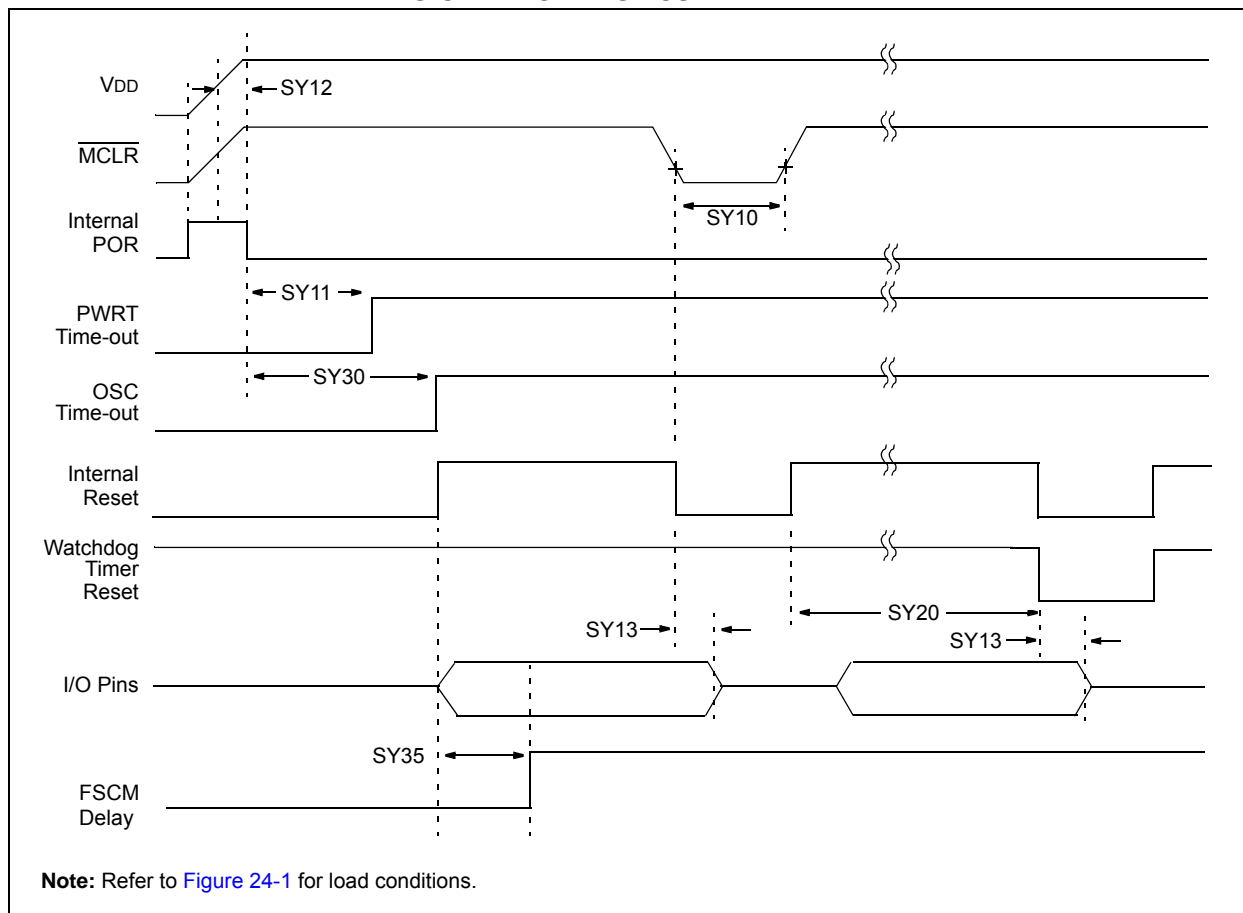 VDD
SY12
MCLR
SY10
Internal
POR
SY11
PWRT
Time-out
SY30
OSC
Time-out
Internal
Reset
Watchdog
Timer
Reset
SY20
SY13
SY13
I/O Pins
SY35
FSCM
Delay
Note: Refer to Figure 24-1 for load conditions.